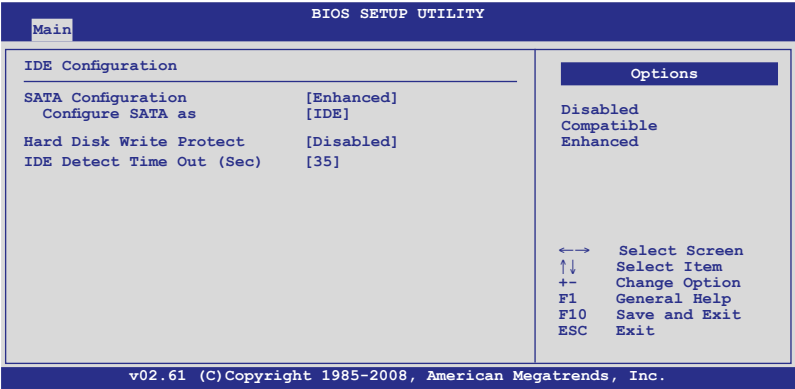 BIOS SETUP UTILITY
Main
IDE Configuration
SATA Configuration [Enhanced]
Configure SATA as [IDE]
Hard Disk Write Protect [Disabled]
IDE Detect Time Out (Sec) [35]
Options
Disabled
Compatible
Enhanced
←→ Select Screen
↑↓ Select Item
+- Change Option
F1 General Help
F10 Save and Exit
ESC Exit
v02.61 (C)Copyright 1985-2008, American Megatrends, Inc.